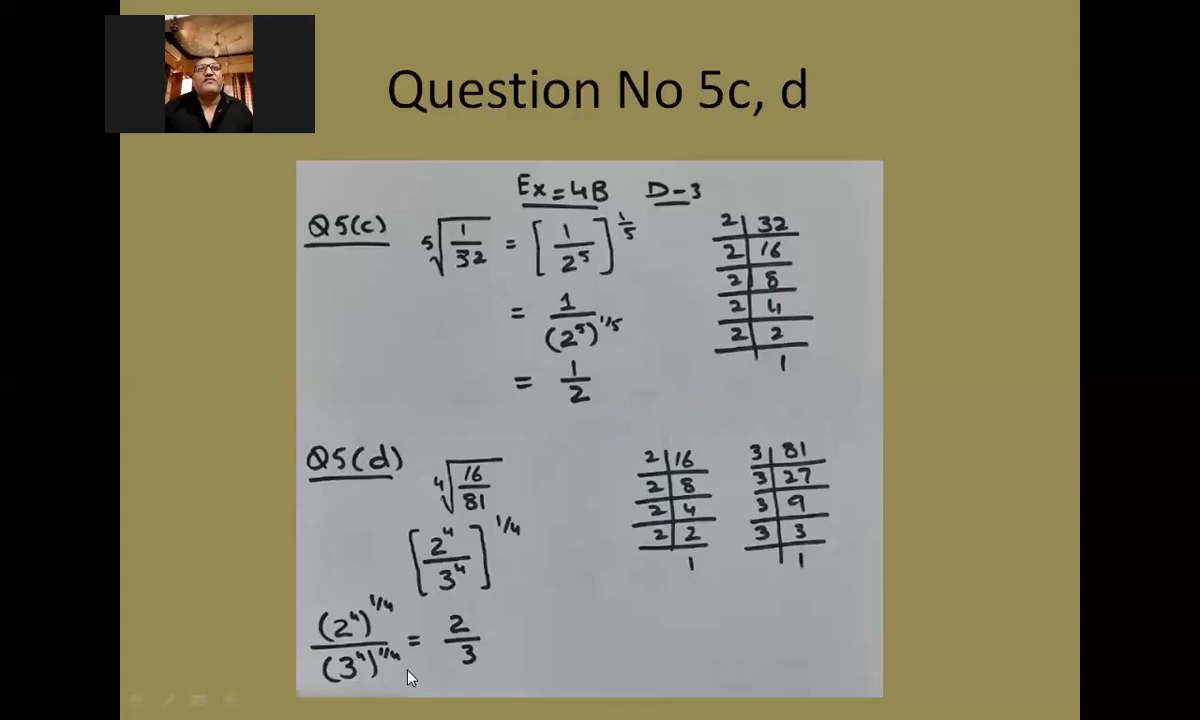 Question No 5c, d
Ex = 4B D-3
Q5(c) ⁵√(1/32) = [1/2⁵]^1/5
= 1/(2⁵)^1/5
= 1/2
2 | 32
2 | 16
2 | 8
2 | 4
2 | 2
1
Q5(d) ⁴√(16/81)
[2⁴/3⁴]^1/4
(2⁴)^1/4/(3⁴)^1/4 = 2/3
2 | 16
2 | 8
2 | 4
2 | 2
1
3 | 81
3 | 27
3 | 9
3 | 3
1